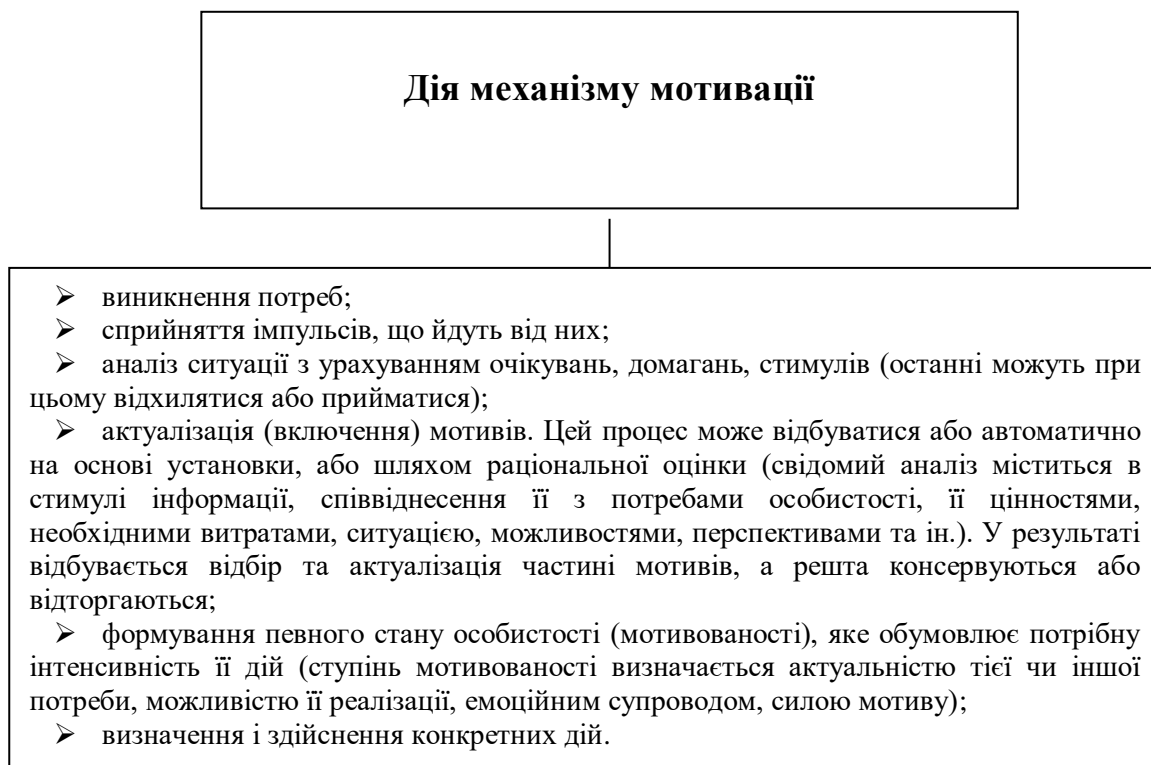 Дія механізму мотивації
➢ виникнення потреб;
➢ сприйняття імпульсів, що йдуть від них;
➢ аналіз ситуації з урахуванням очікувань, домагань, стимулів (останні можуть при
цьому відхилятися або прийматися);
➢ актуалізація (включення) мотивів. Цей процес може відбуватися або автоматично
на основі установки, або шляхом раціональної оцінки (свідомий аналіз міститься в
стимулі інформації, співвіднесення її з потребами особистості, її цінностями,
необхідними витратами, ситуацією, можливостями, перспективами та ін.). У результаті
відбувається відбір та актуалізація частині мотивів, а решта консервуються або
відторгаються;
➢ формування певного стану особистості (мотивованості), яке обумовлює потрібну
інтенсивність її дій (ступінь мотивованості визначається актуальністю тієї чи іншої
потреби, можливістю її реалізації, емоційним супроводом, силою мотиву);
➢ визначення і здійснення конкретних дій.